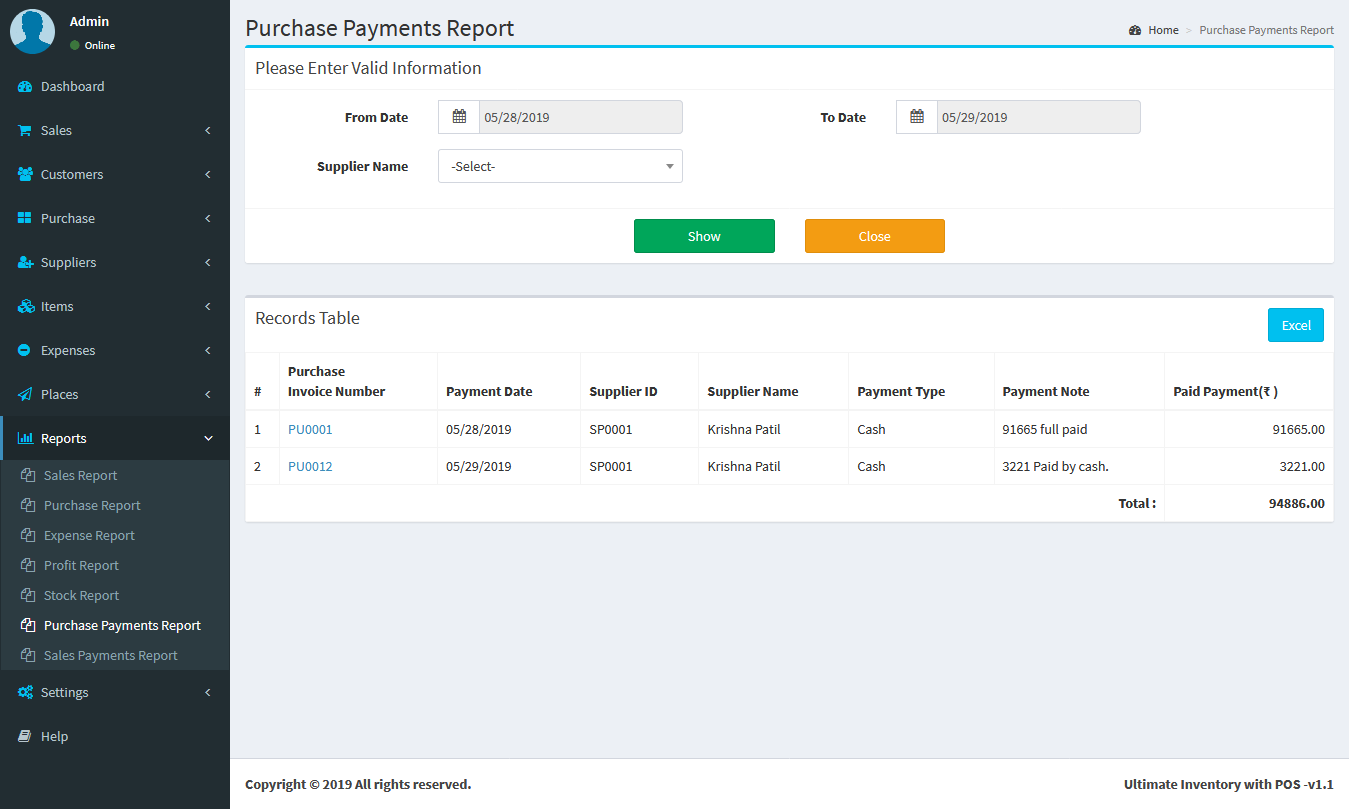 Admin
Online
Dashboard
Sales
Customers
Purchase
Suppliers
Items
Expenses
Places
Reports
Sales Report
Purchase Report
Expense Report
Profit Report
Stock Report
Purchase Payments Report
Sales Payments Report
Settings
Help
Purchase Payments Report
Home > Purchase Payments Report
Please Enter Valid Information
From Date 05/28/2019 To Date 05/29/2019
Supplier Name -Select-
Show Close
Records Table
Excel
# Purchase Invoice Number Payment Date Supplier ID Supplier Name Payment Type Payment Note Paid Payment(₹ )
1 PU0001 05/28/2019 SP0001 Krishna Patil Cash 91665 full paid 91665.00
2 PU0012 05/29/2019 SP0001 Krishna Patil Cash 3221 Paid by cash. 3221.00
Total : 94886.00
Copyright © 2019 All rights reserved. Ultimate Inventory with POS -v1.1